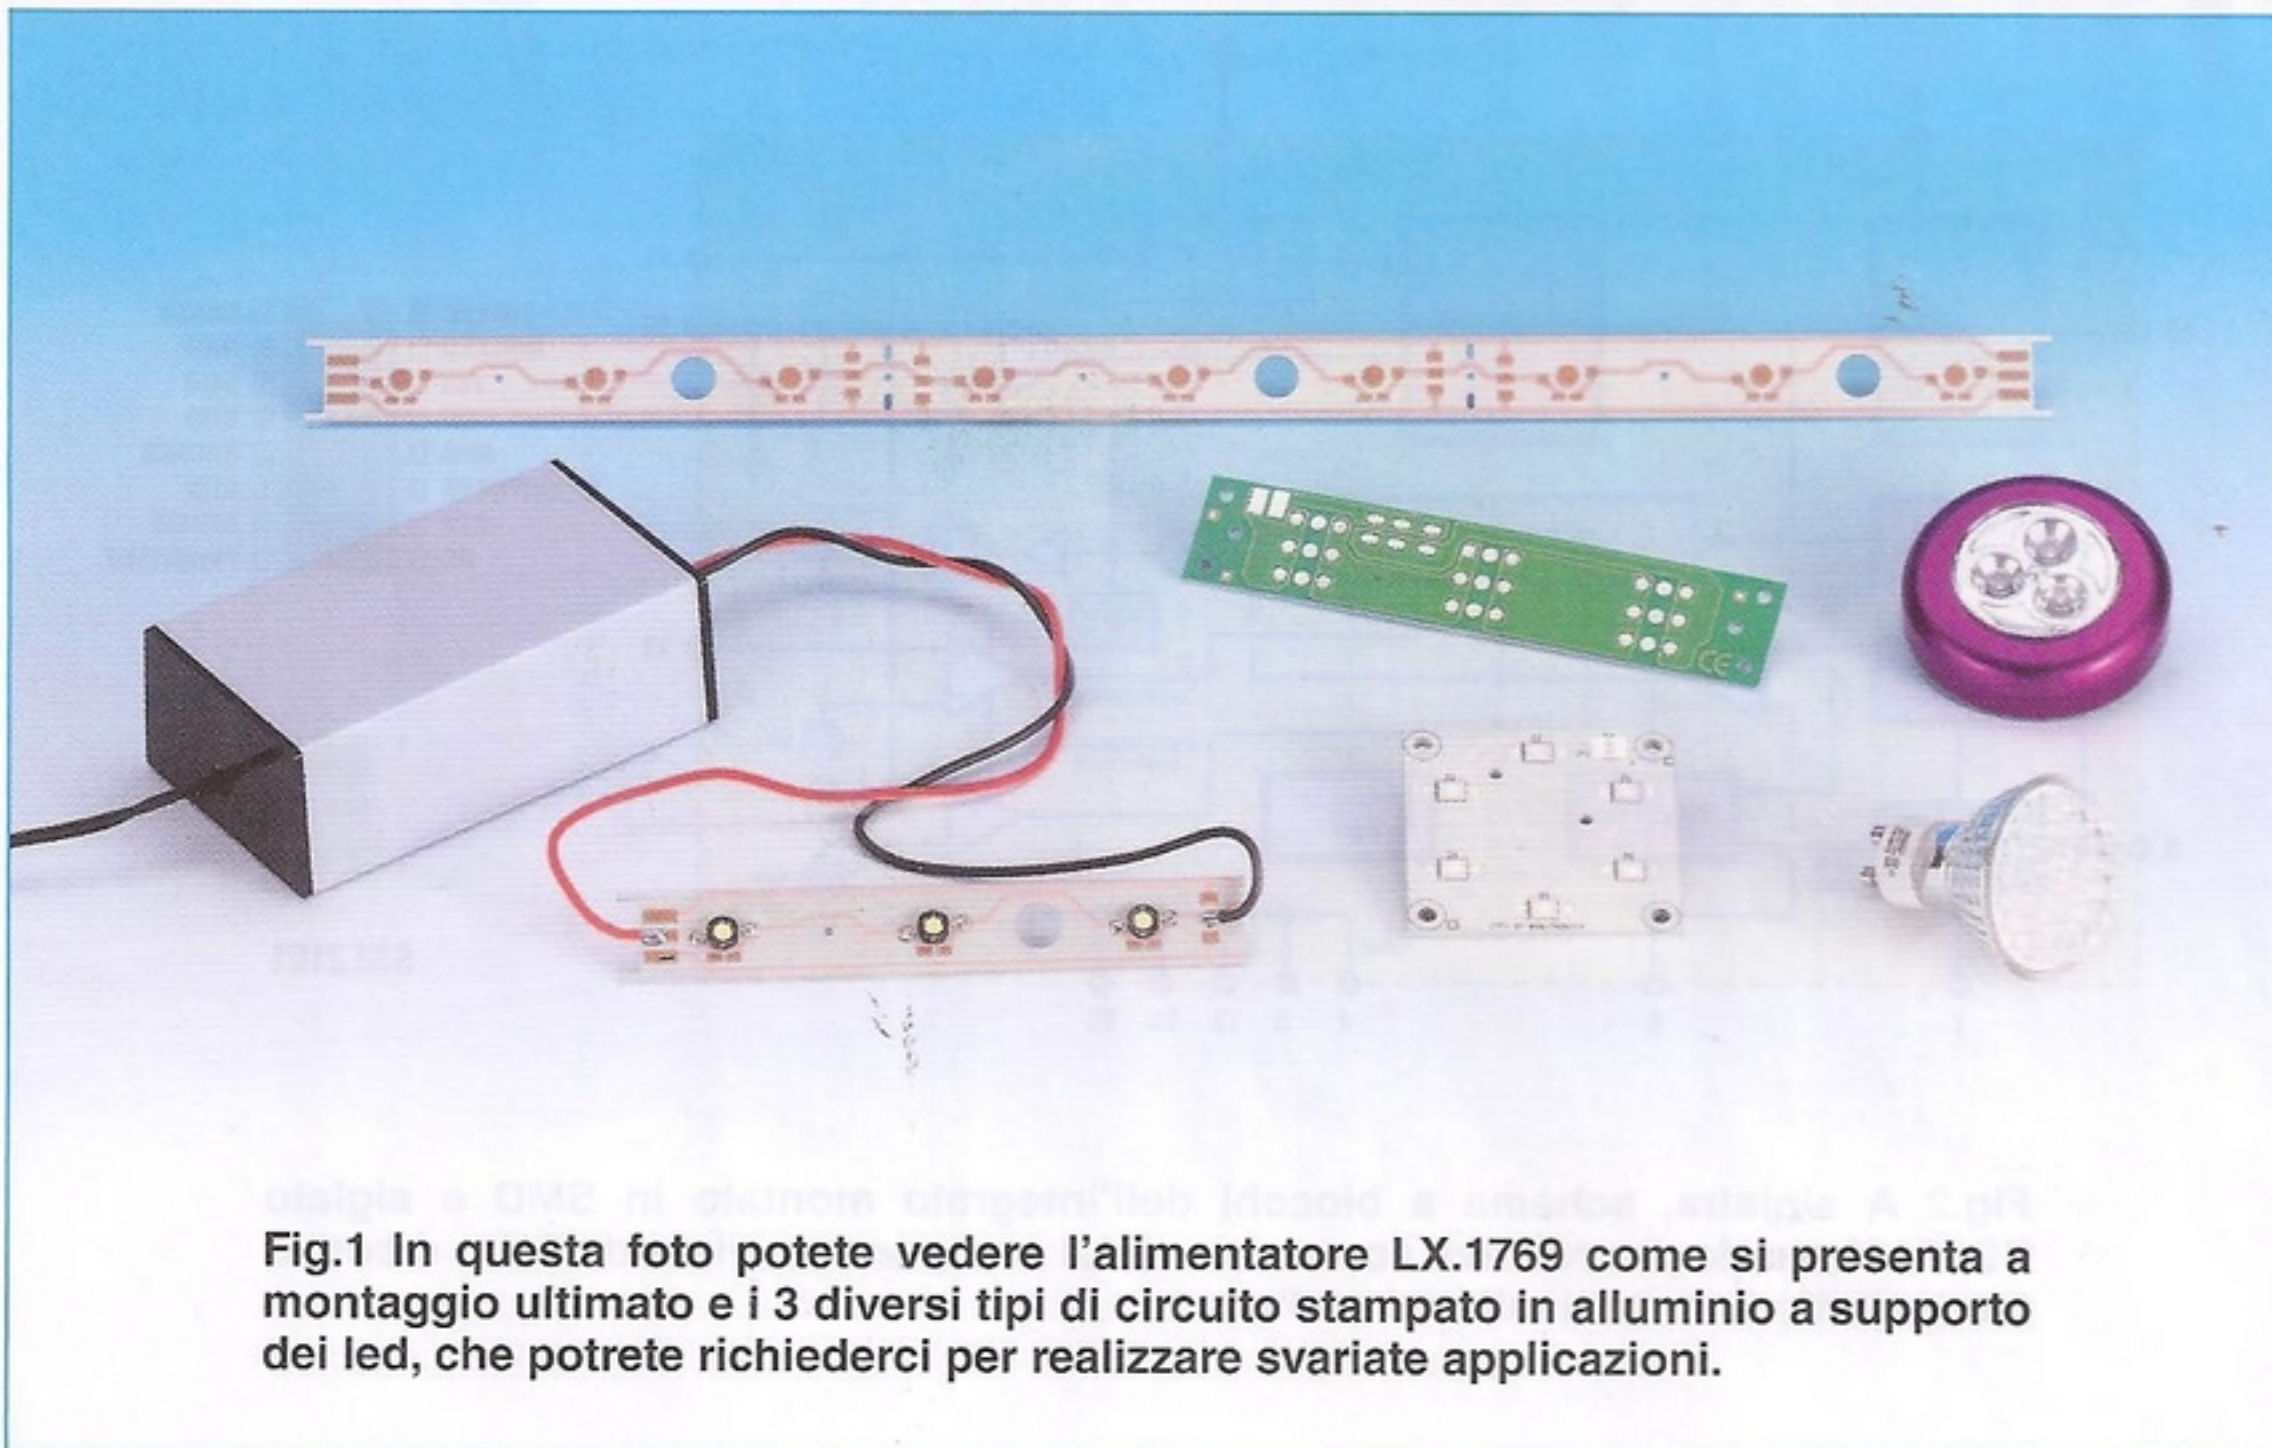 CE
Fig.1 In questa foto potete vedere l'alimentatore LX.1769 come si presenta a
montaggio ultimato e i 3 diversi tipi di circuito stampato in alluminio a supporto
dei led, che potrete richiederci per realizzare svariate applicazioni.